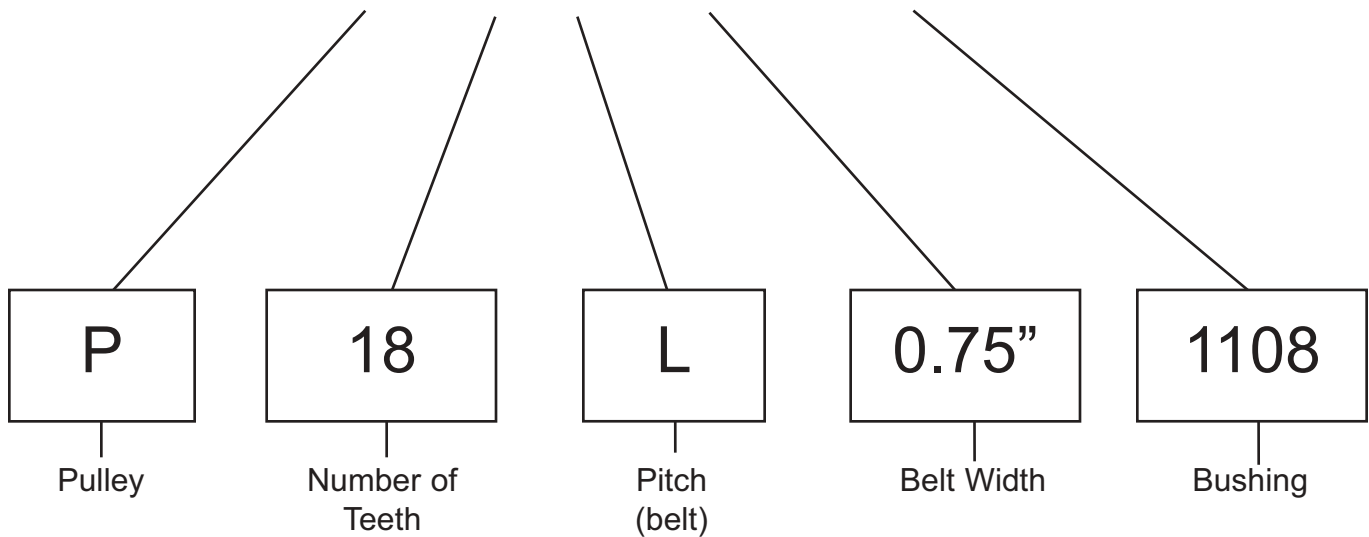 P 18 L 0.75” 1108
Pulley Number of Pitch Belt Width Bushing
Teeth (belt)